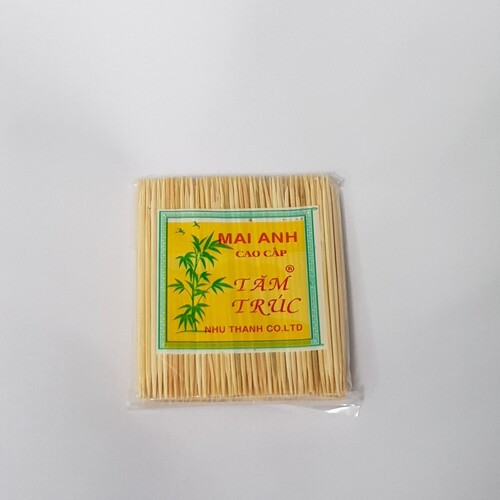 MAI ANH
CAO CẤP
TĂM ®
TRÚC
NHU THANH CO.LTD